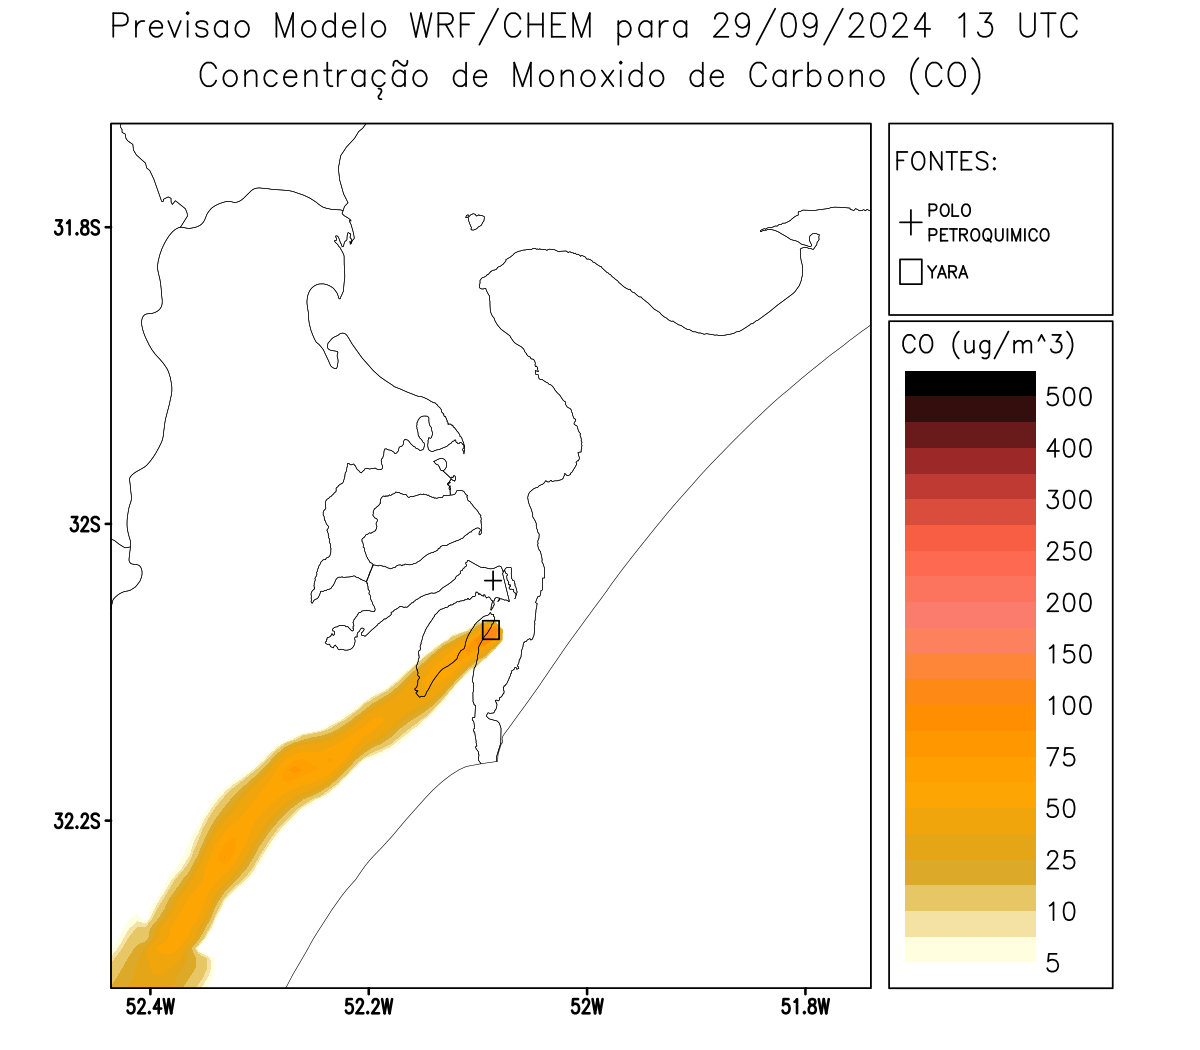 Previsao Modelo WRF/CHEM para 29/09/2024 13 UTC
Concentração de Monoxido de Carbono (CO)
FONTES:
POLO
PETROQUIMICO
YARA
CO (ug/m^3)
500
400
300
250
200
150
100
75
50
25
10
5
31.8S
32S
32.2S
52.4W
52.2W
52W
51.8W